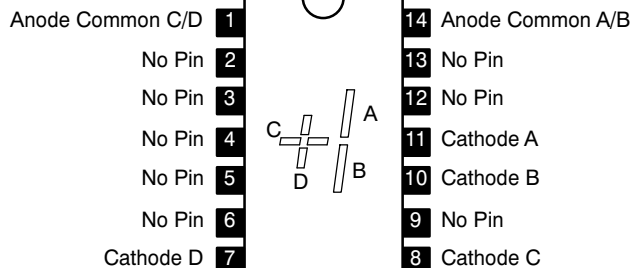 Anode Common C/D 1 14 Anode Common A/B
No Pin 2 13 No Pin
No Pin 3 12 No Pin
A
C
No Pin 4 11 Cathode A
B
D
No Pin 5 10 Cathode B
No Pin 6 9 No Pin
Cathode D 7 8 Cathode C